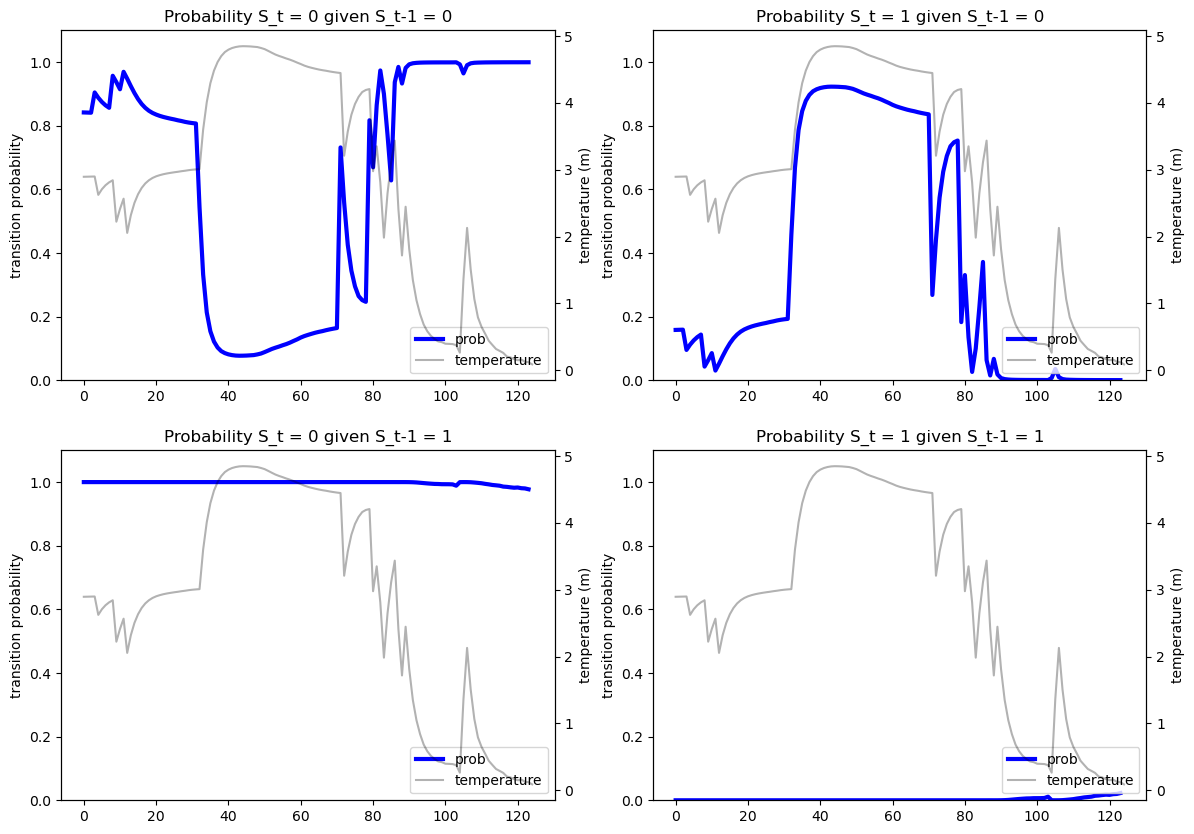 Probability S_t = 0 given S_t-1 = 0
transition probability
1.0
0.8
0.6
0.4
0.2
0.0
0 20 40 60 80 100 120
5
4
3
2
1
0
temperature (m)
prob
temperature
Probability S_t = 1 given S_t-1 = 0
transition probability
1.0
0.8
0.6
0.4
0.2
0.0
0 20 40 60 80 100 120
5
4
3
2
1
0
temperature (m)
prob
temperature
Probability S_t = 0 given S_t-1 = 1
transition probability
1.0
0.8
0.6
0.4
0.2
0.0
0 20 40 60 80 100 120
5
4
3
2
1
0
temperature (m)
prob
temperature
Probability S_t = 1 given S_t-1 = 1
transition probability
1.0
0.8
0.6
0.4
0.2
0.0
0 20 40 60 80 100 120
5
4
3
2
1
0
temperature (m)
prob
temperature